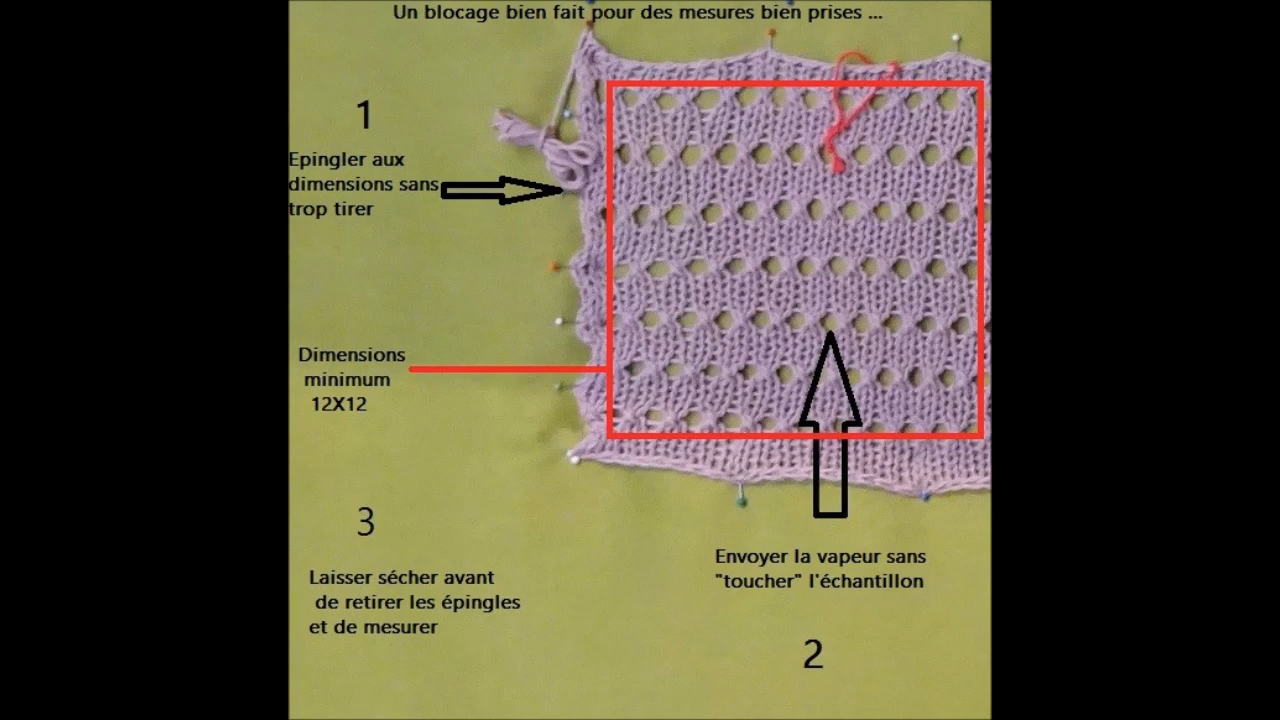 Un blocage bien fait pour des mesures bien prises ...
1
Epingler aux
dimensions sans
trop tirer
Dimensions
minimum
12X12
3
Laisser sécher avant
de retirer les épingles
et de mesurer
Envoyer la vapeur sans
"toucher" l'échantillon
2